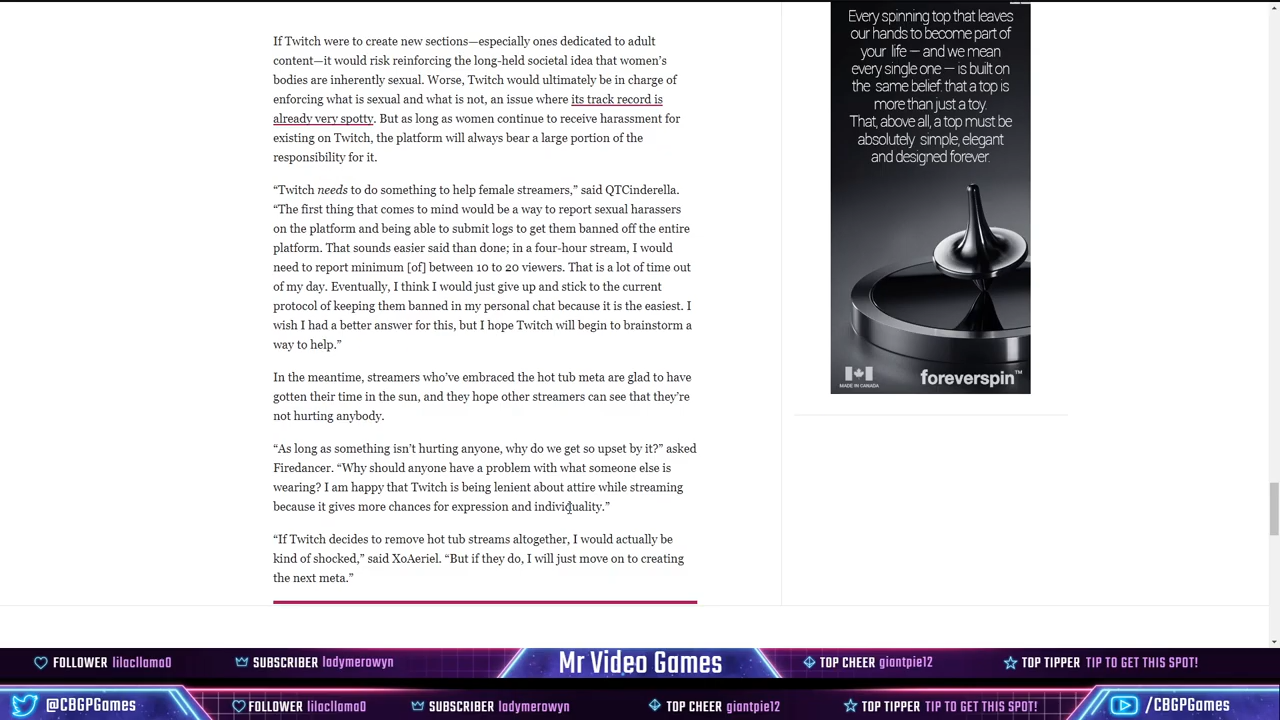 If Twitch were to create new sections—especially ones dedicated to adult
content—it would risk reinforcing the long-held societal idea that women’s
bodies are inherently sexual. Worse, Twitch would ultimately be in charge of
enforcing what is sexual and what is not, an issue where its track record is
already very spotty. But as long as women continue to receive harassment for
existing on Twitch, the platform will always bear a large portion of the
responsibility for it.
“Twitch needs to do something to help female streamers,” said QTCinderella.
“The first thing that comes to mind would be a way to report sexual harassers
on the platform and being able to submit logs to get them banned off the entire
platform. That sounds easier said than done; in a four-hour stream, I would
need to report minimum [of] between 10 to 20 viewers. That is a lot of time out
of my day. Eventually, I think I would just give up and stick to the current
protocol of keeping them banned in my personal chat because it is the easiest. I
wish I had a better answer for this, but I hope Twitch will begin to brainstorm a
way to help.”
In the meantime, streamers who’ve embraced the hot tub meta are glad to have
gotten their time in the sun, and they hope other streamers can see that they’re
not hurting anybody.
“As long as something isn’t hurting anyone, why do we get so upset by it?” asked
Firedancer. “Why should anyone have a problem with what someone else is
wearing? I am happy that Twitch is being lenient about attire while streaming
because it gives more chances for expression and individuality.”
“If Twitch decides to remove hot tub streams altogether, I would actually be
kind of shocked,” said XoAeriel. “But if they do, I will just move on to creating
the next meta.”
Every spinning top that leaves
our hands to become part of
your life — and we mean
every single one — is built on
the same belief: that a top is
more than just a toy.
That, above all, a top must be
absolutely simple, elegant
and designed forever.
MADE IN CANADA
foreverspin™
FOLLOWER lilacllama0
SUBSCRIBER ladymerowyn
Mr Video Games
TOP CHEER giantpie12
TOP TIPPER TIP TO GET THIS SPOT!
@CBGPGames
FOLLOWER lilacllama0
SUBSCRIBER ladymerowyn
TOP CHEER giantpie12
TOP TIPPER TIP TO GET THIS SPOT!
/CBGPGames